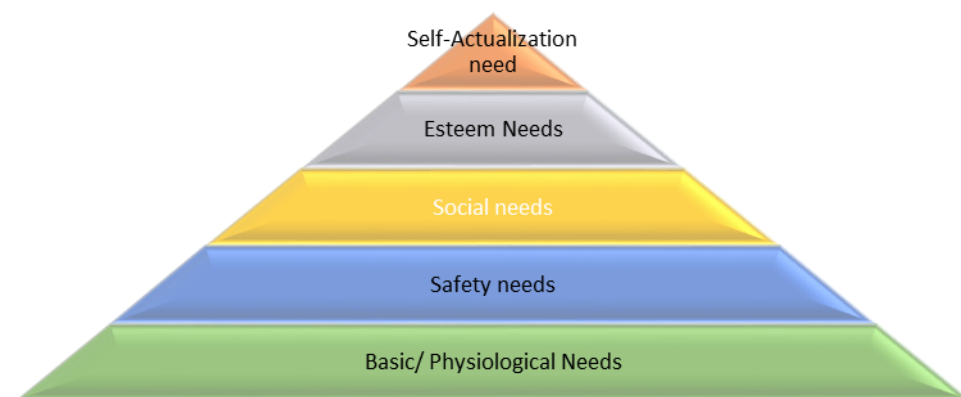 Self-Actualization
need
Esteem Needs
Social needs
Safety needs
Basic/ Physiological Needs